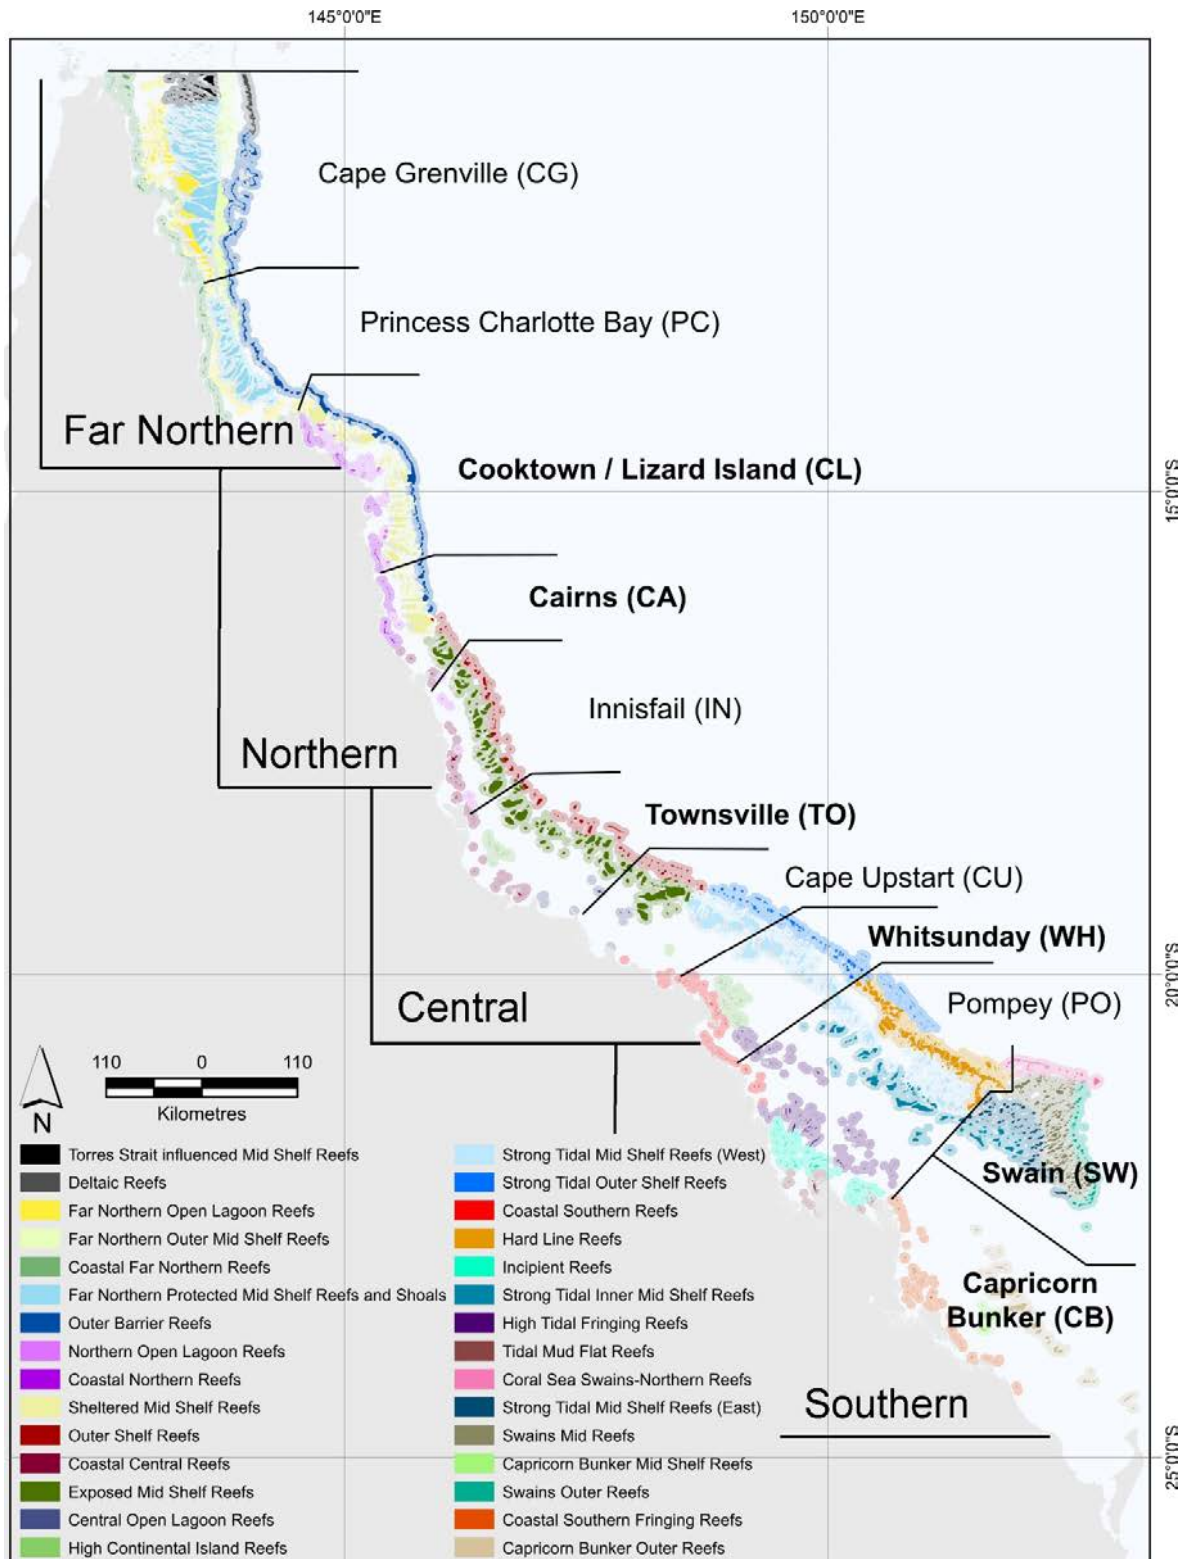 145°0'0"E
150°0'0"E
Cape Grenville (CG)
Princess Charlotte Bay (PC)
Far Northern
Cooktown / Lizard Island (CL)
15°0'0"S
Cairns (CA)
Innisfail (IN)
Northern
Townsville (TO)
Cape Upstart (CU)
Whitsunday (WH)
20°0'0"S
Pompey (PO)
Central
110 0 110
Kilometres
N
Swain (SW)
Capricorn
Bunker (CB)
Southern
25°0'0"S
Torres Strait influenced Mid Shelf Reefs
Deltaic Reefs
Far Northern Open Lagoon Reefs
Far Northern Outer Mid Shelf Reefs
Coastal Far Northern Reefs
Far Northern Protected Mid Shelf Reefs and Shoals
Outer Barrier Reefs
Northern Open Lagoon Reefs
Coastal Northern Reefs
Sheltered Mid Shelf Reefs
Outer Shelf Reefs
Coastal Central Reefs
Exposed Mid Shelf Reefs
Central Open Lagoon Reefs
High Continental Island Reefs
Strong Tidal Mid Shelf Reefs (West)
Strong Tidal Outer Shelf Reefs
Coastal Southern Reefs
Hard Line Reefs
Incipient Reefs
Strong Tidal Inner Mid Shelf Reefs
High Tidal Fringing Reefs
Tidal Mud Flat Reefs
Coral Sea Swains-Northern Reefs
Strong Tidal Mid Shelf Reefs (East)
Swains Mid Reefs
Capricorn Bunker Mid Shelf Reefs
Swains Outer Reefs
Coastal Southern Fringing Reefs
Capricorn Bunker Outer Reefs